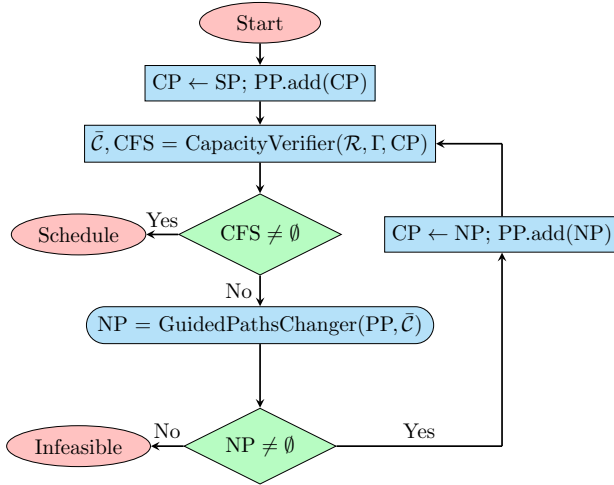 Start
CP ← SP; PP.add(CP)
C̄, CFS = CapacityVerifier(R, Γ, CP)
Yes
CFS ≠ ∅
Schedule
CP ← NP; PP.add(NP)
No
NP = GuidedPathsChanger(PP, C̄)
No
Yes
Infeasible
NP ≠ ∅